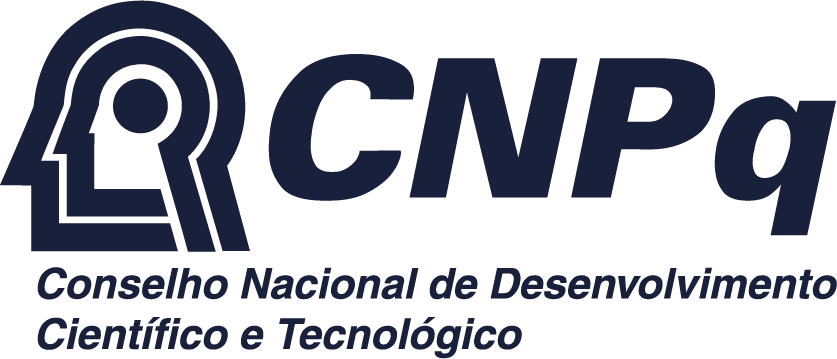 CNPq
Conselho Nacional de Desenvolvimento
Científico e Tecnológico